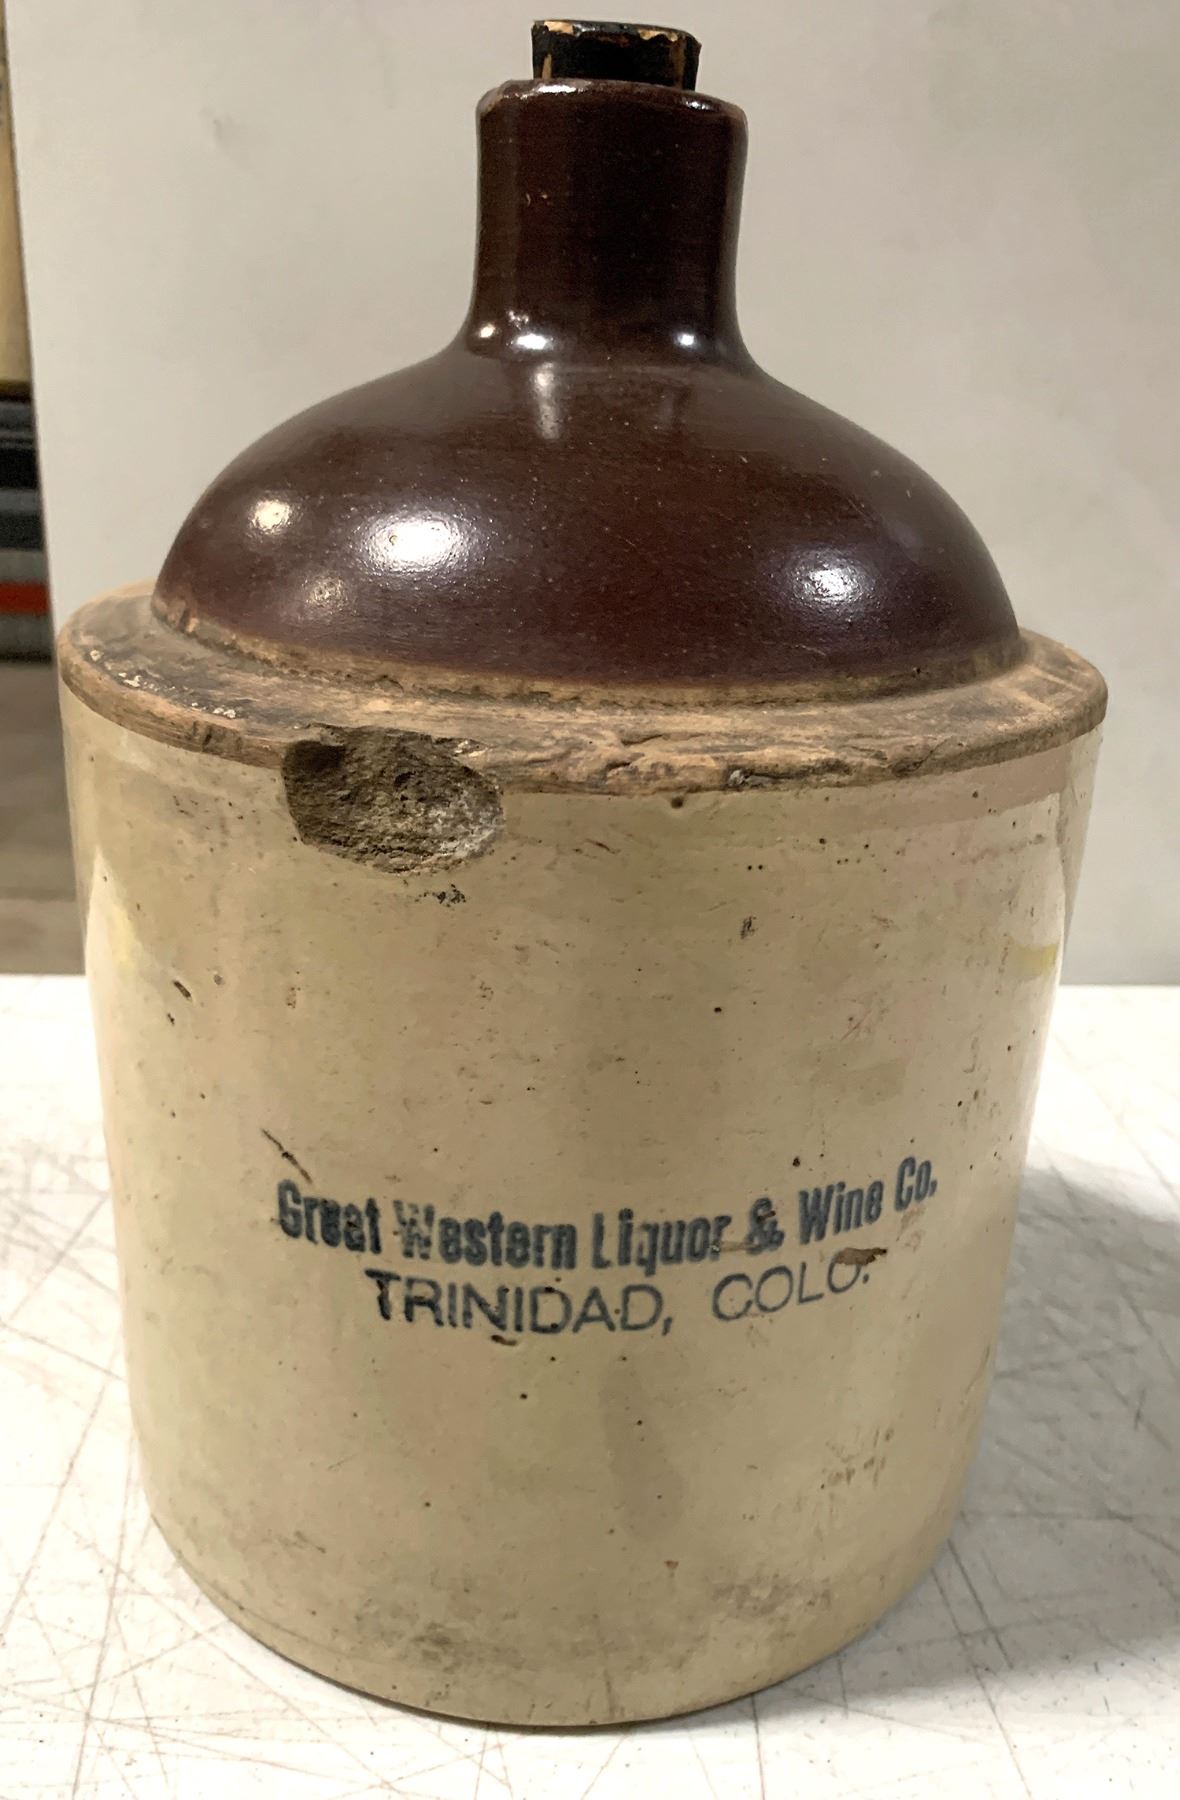 Great Western Liquor & Wine Co.
TRINIDAD, COLO.